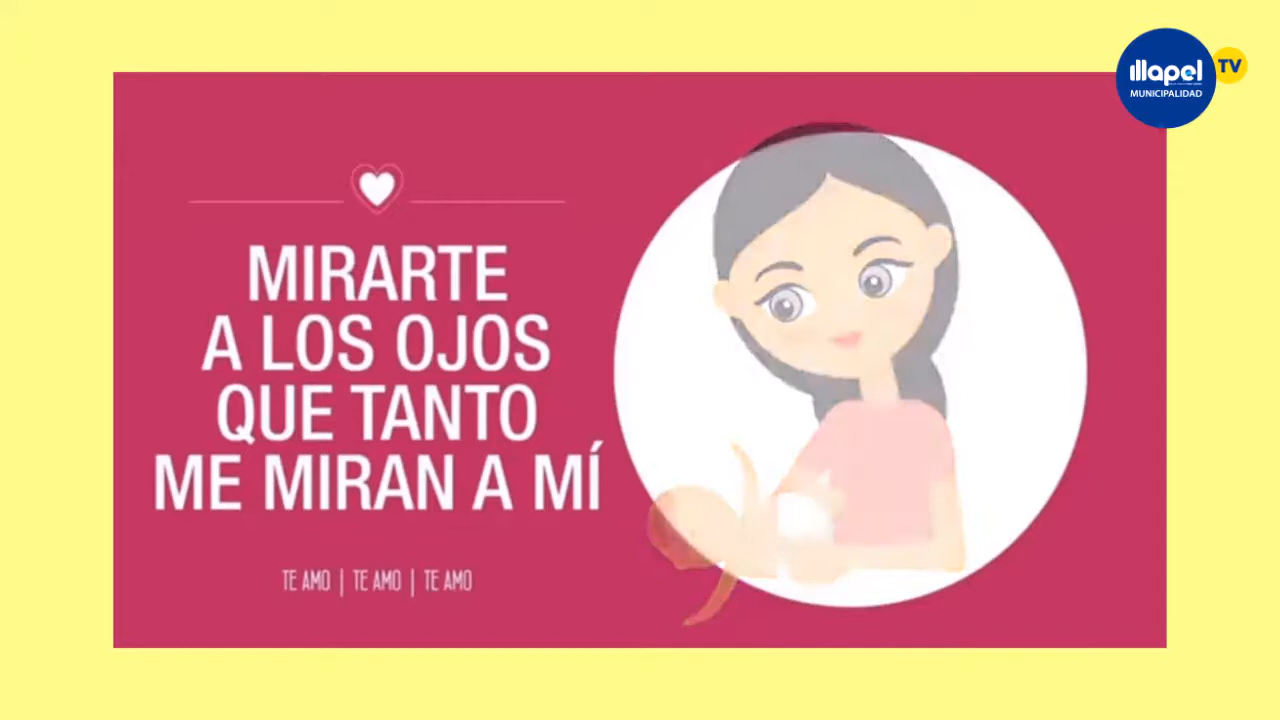 illapel
TV
MUNICIPALIDAD
MIRARTE
A LOS OJOS
QUE TANTO
ME MIRAN A MÍ
TE AMO | TE AMO | TE AMO